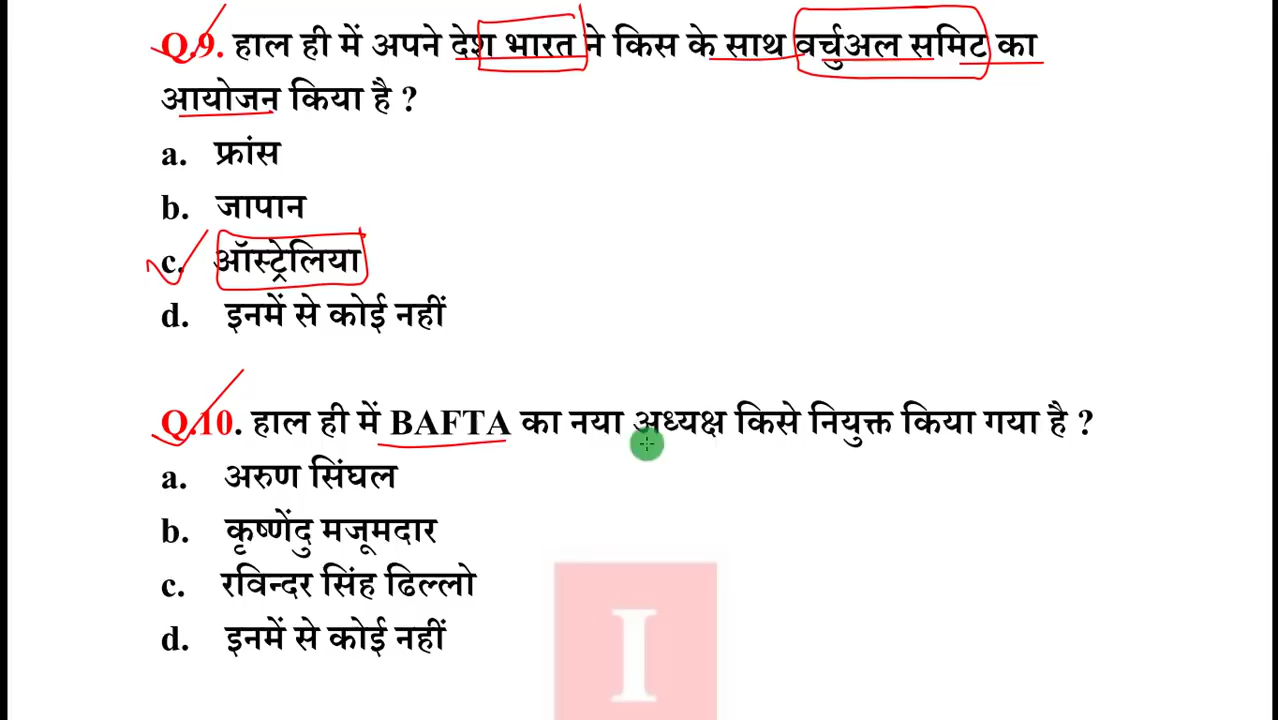 Q.9. हाल ही में अपने देश भारत ने किस के साथ वर्चुअल समिट का
आयोजन किया है ?
a. फ्रांस
b. जापान
c. ऑस्ट्रेलिया
d. इनमें से कोई नहीं
Q.10. हाल ही में BAFTA का नया अध्यक्ष किसे नियुक्त किया गया है ?
a. अरुण सिंघल
b. कृष्णेंदु मजूमदार
c. रविन्दर सिंह ढिल्लो
d. इनमें से कोई नहीं
I